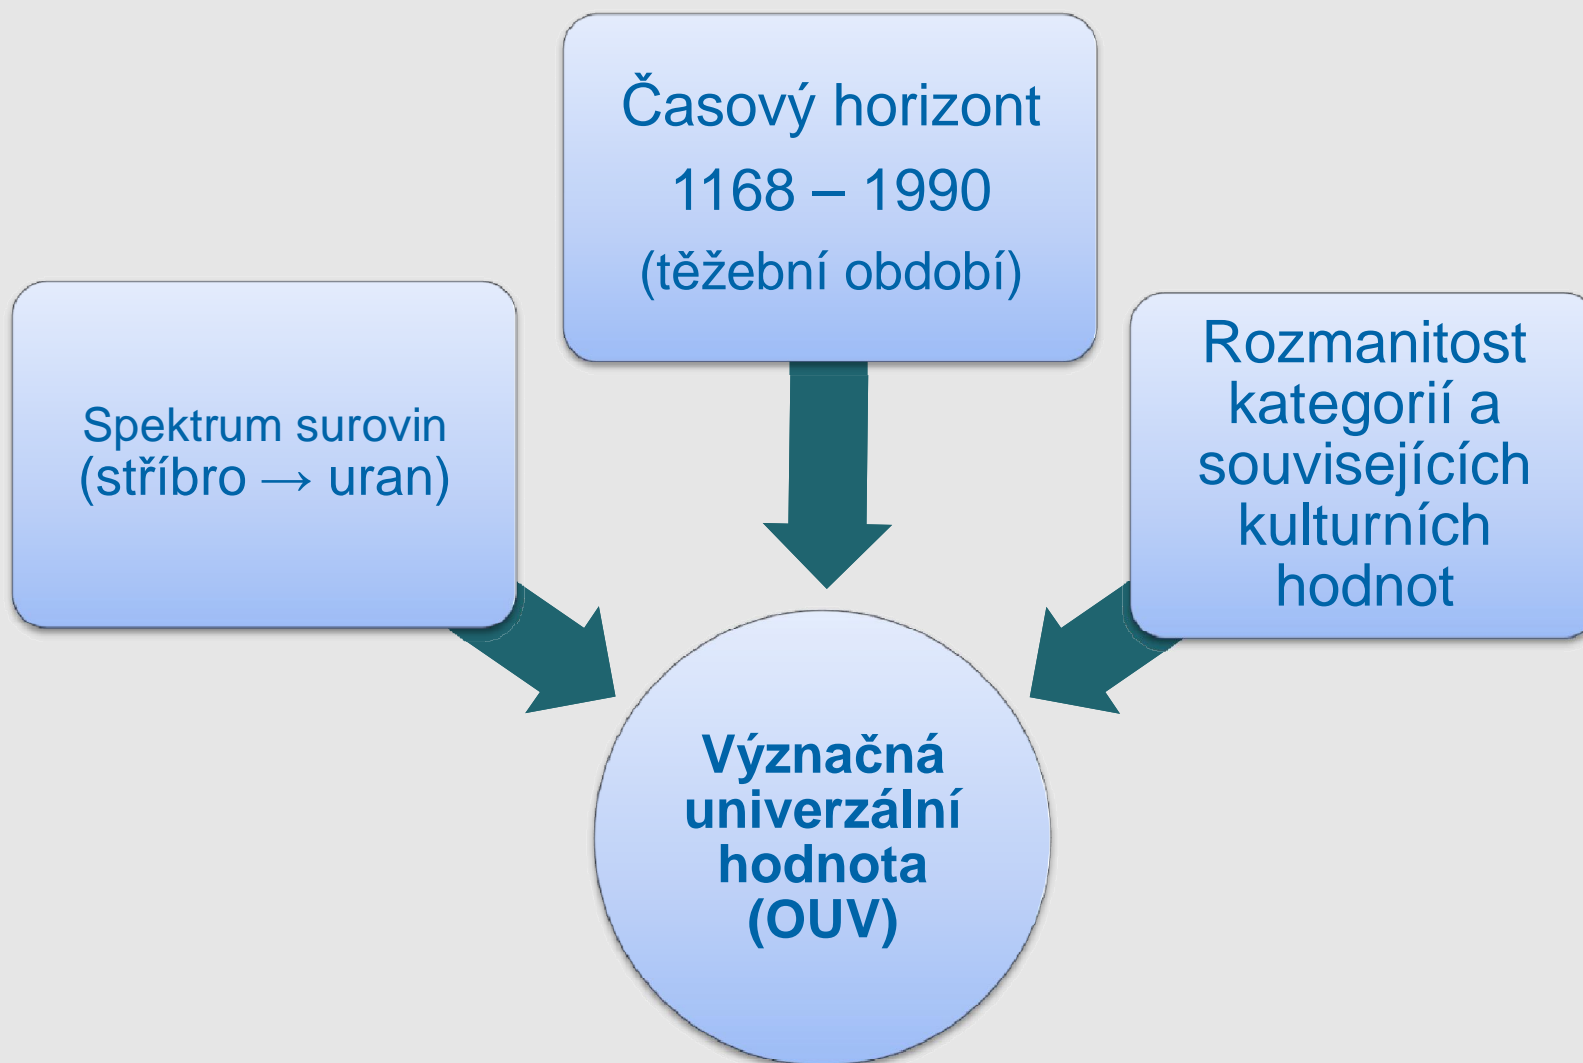 Časový horizont
1168 – 1990
(těžební období)
Spektrum surovin
(stříbro → uran)
Rozmanitost
kategorií a
souvisejících
kulturních
hodnot
Význačná
univerzální
hodnota
(OUV)